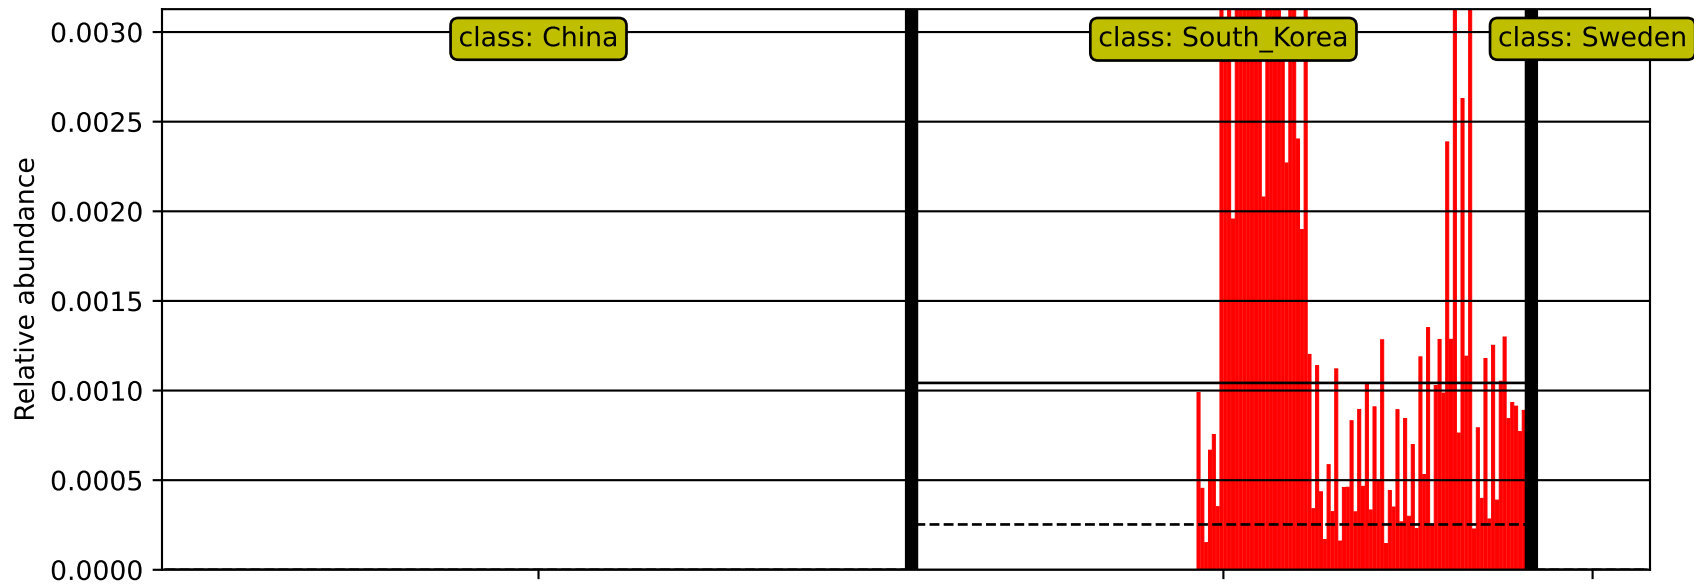 class: China
class: South_Korea
class: Sweden
0.0030
0.0025
0.0020
0.0015
0.0010
0.0005
0.0000
Relative abundance